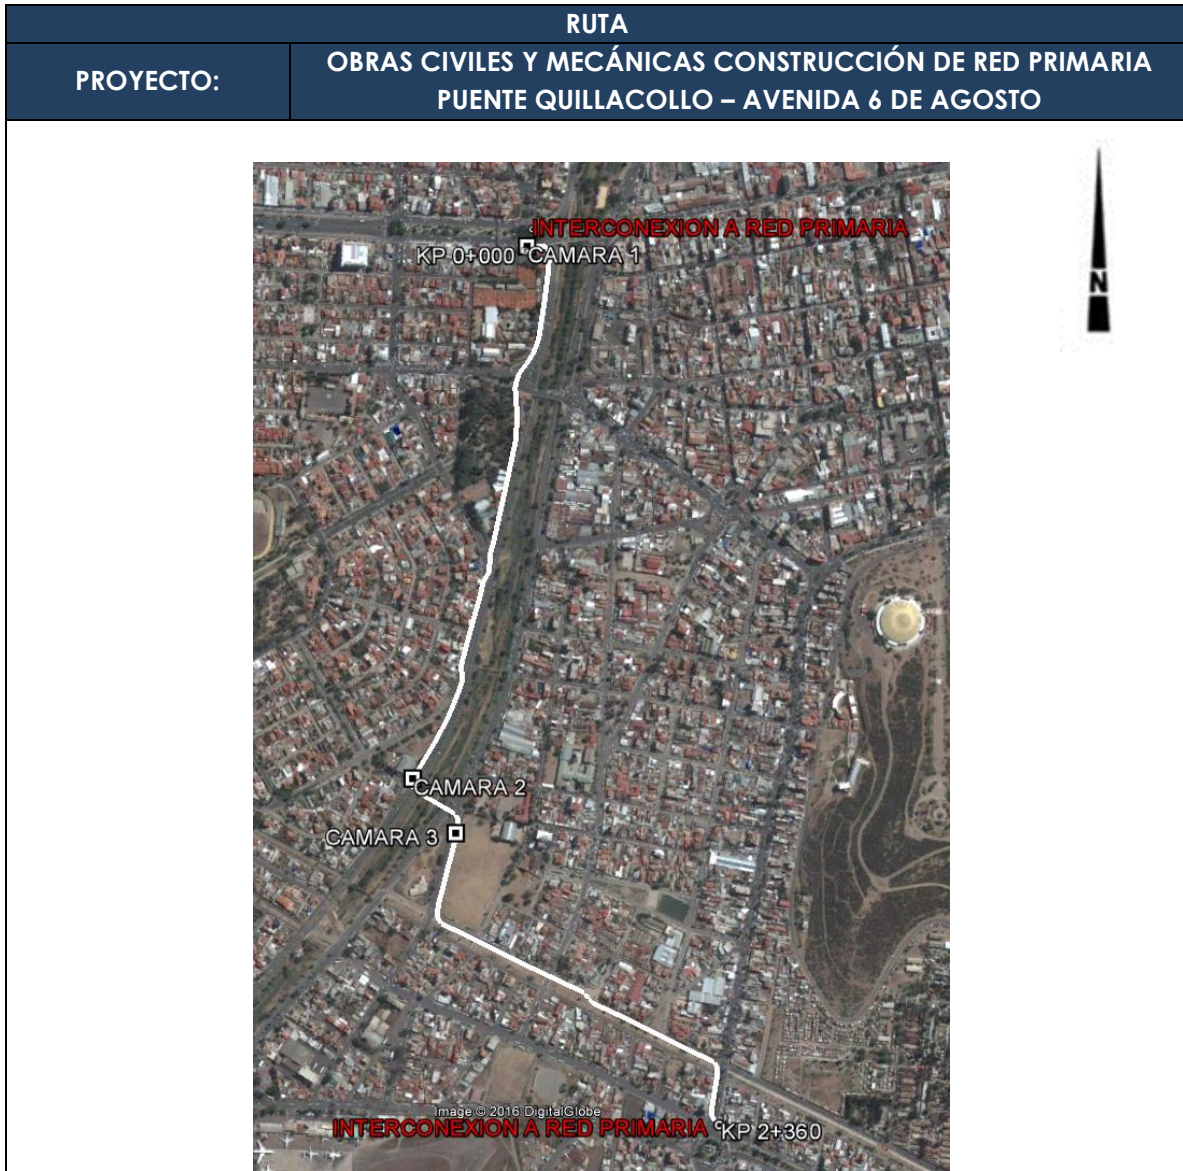 RUTA
PROYECTO:
OBRAS CIVILES Y MECÁNICAS CONSTRUCCIÓN DE RED PRIMARIA
PUENTE QUILLACOLLO – AVENIDA 6 DE AGOSTO
N
INTERCONEXION A RED PRIMARIA
KP 0+000 CAMARA 1
CAMARA 2
CAMARA 3
Image © 2016 DigitalGlobe
INTERCONEXION A RED PRIMARIA KP 2+360